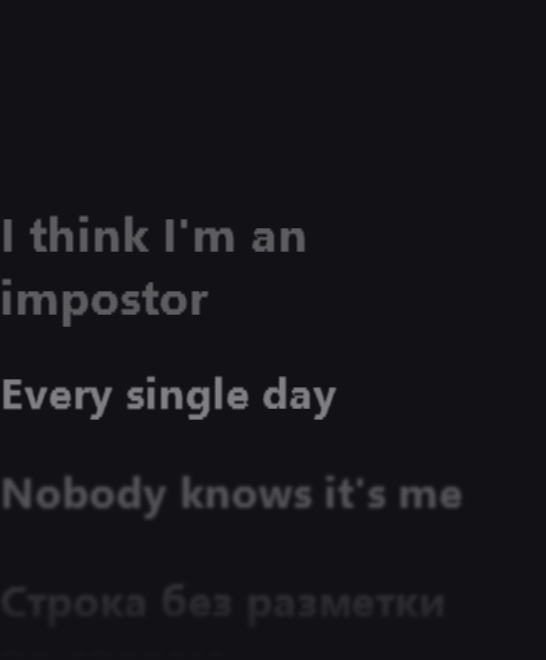 I think I'm an
impostor
Every single day
Nobody knows it's me
Строка без разметки